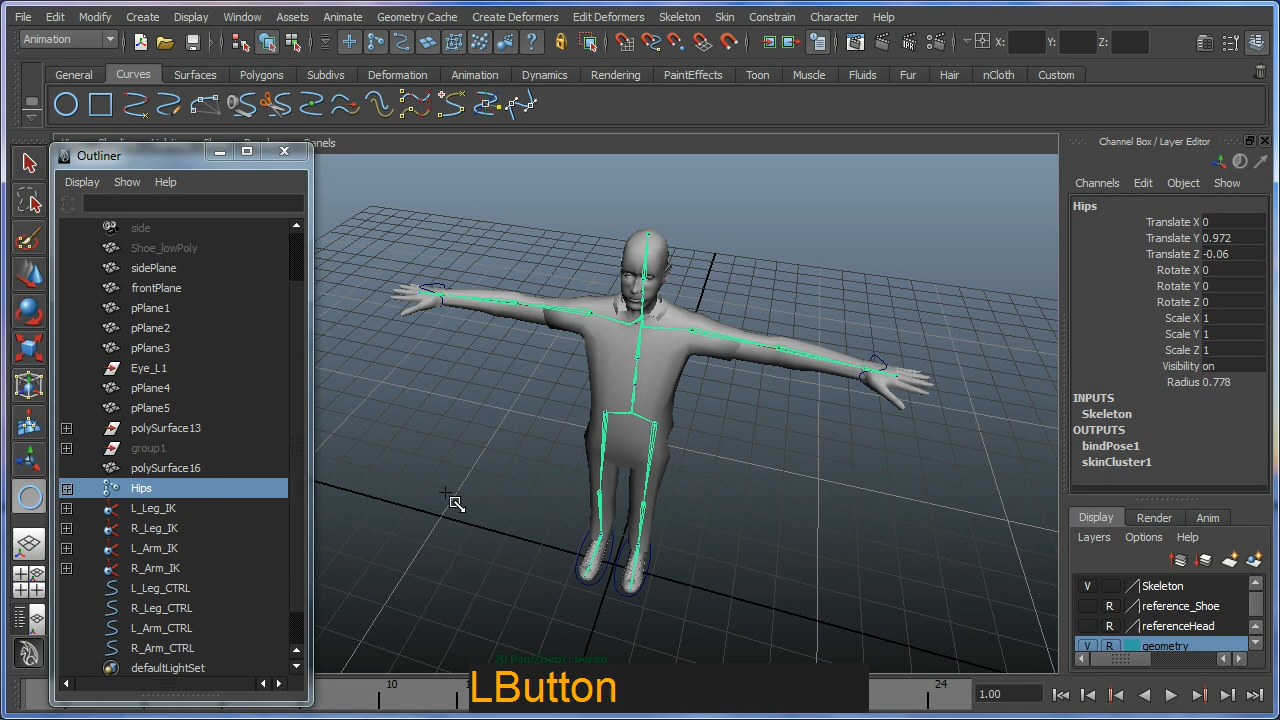 File Edit Modify Create Display Window Assets Animate Geometry Cache Create Deformers Edit Deformers Skeleton Skin Constrain Character Help
Animation
X: Y: Z:
General Curves Surfaces Polygons Subdivs Deformation Animation Dynamics Rendering PaintEffects Toon Muscle Fluids Fur Hair nCloth Custom
Panels
Channel Box / Layer Editor
Outliner
Display Show Help
Channels Edit Object Show
side
Shoe_lowPoly
sidePlane
frontPlane
pPlane1
pPlane2
pPlane3
Eye_L1
pPlane4
pPlane5
polySurface13
group1
polySurface16
Hips
L_Leg_IK
R_Leg_IK
L_Arm_IK
R_Arm_IK
L_Leg_CTRL
R_Leg_CTRL
L_Arm_CTRL
R_Arm_CTRL
defaultLightSet
Hips
Translate X 0
Translate Y 0.972
Translate Z -0.06
Rotate X 0
Rotate Y 0
Rotate Z 0
Scale X 1
Scale Y 1
Scale Z 1
Visibility on
Radius 0.778
INPUTS
Skeleton
OUTPUTS
bindPose1
skinCluster1
Display Render Anim
Layers Options Help
V Skeleton
R reference_Shoe
R referenceHead
V R geometry
2D Pan/Zoom : persp
LButton
10 24 1.00